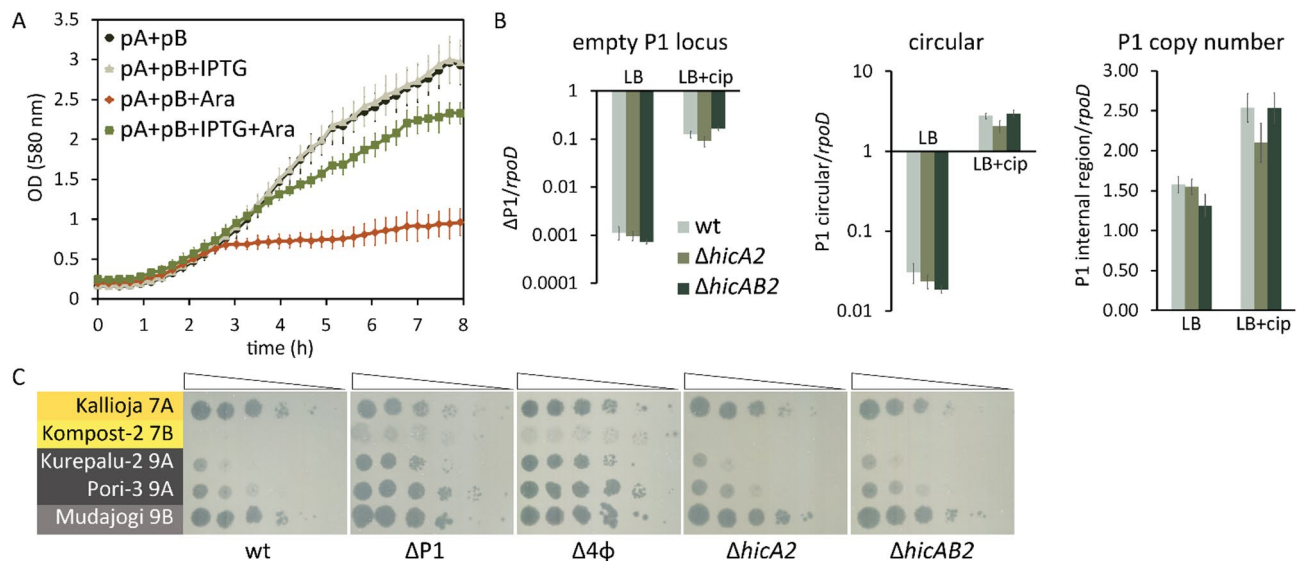 A
3.5
3
2.5
2
1.5
1
0.5
0
OD (580 nm)
pA+pB
pA+pB+IPTG
pA+pB+Ara
pA+pB+IPTG+Ara
0 1 2 3 4 5 6 7 8
time (h)
B
empty P1 locus
LB LB+cip
1
0.1
0.01
0.001
0.0001
ΔP1/rpoD
wt
ΔhicA2
ΔhicAB2
circular
10
1
0.1
0.01
P1 circular/rpoD
LB
LB+cip
P1 copy number
3.00
2.50
2.00
1.50
1.00
0.50
0.00
P1 internal region/rpoD
LB LB+cip
C
Kallioja 7A
Kompost-2 7B
Kurepalu-2 9A
Pori-3 9A
Mudajogi 9B
wt ΔP1 Δ4ϕ ΔhicA2 ΔhicAB2